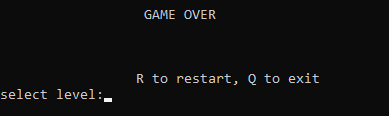 GAME OVER
R to restart, Q to exit
select level: